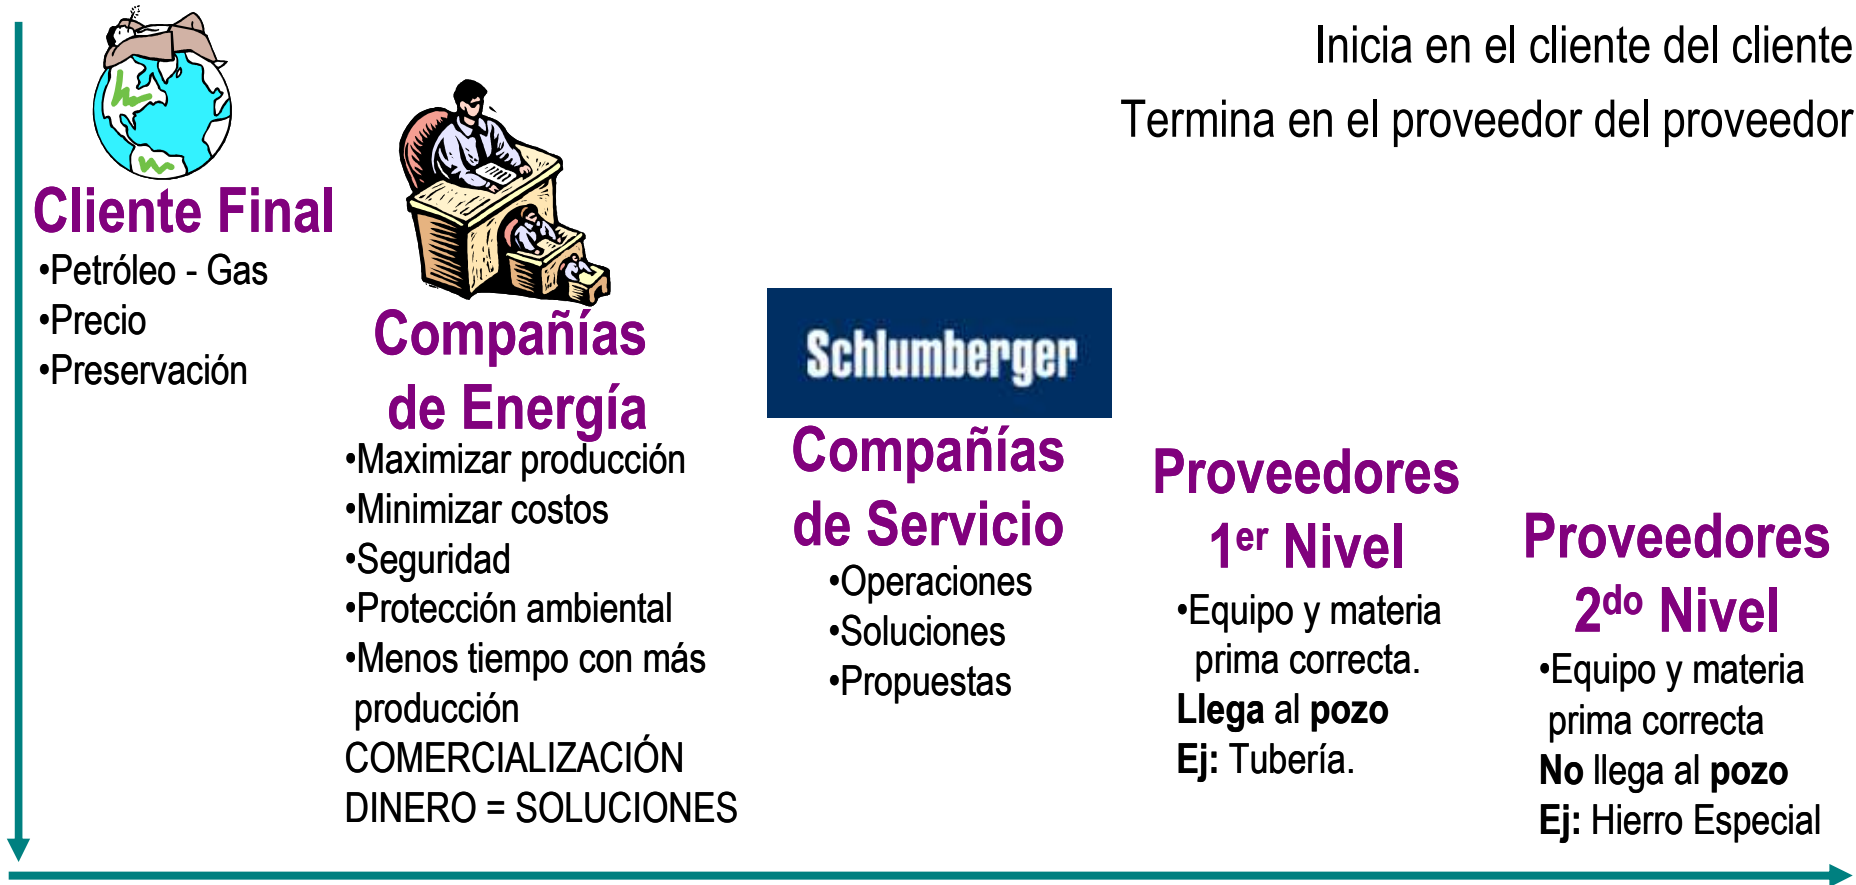 Inicia en el cliente del cliente
Termina en el proveedor del proveedor
Cliente Final
•Petróleo - Gas
•Precio
•Preservación
Compañías
de Energía
•Maximizar producción
•Minimizar costos
•Seguridad
•Protección ambiental
•Menos tiempo con más
producción
COMERCIALIZACIÓN
DINERO = SOLUCIONES
Schlumberger
Compañías
de Servicio
•Operaciones
•Soluciones
•Propuestas
Proveedores
1er Nivel
•Equipo y materia
prima correcta.
Llega al pozo
Ej: Tubería.
Proveedores
2do Nivel
•Equipo y materia
prima correcta
No llega al pozo
Ej: Hierro Especial